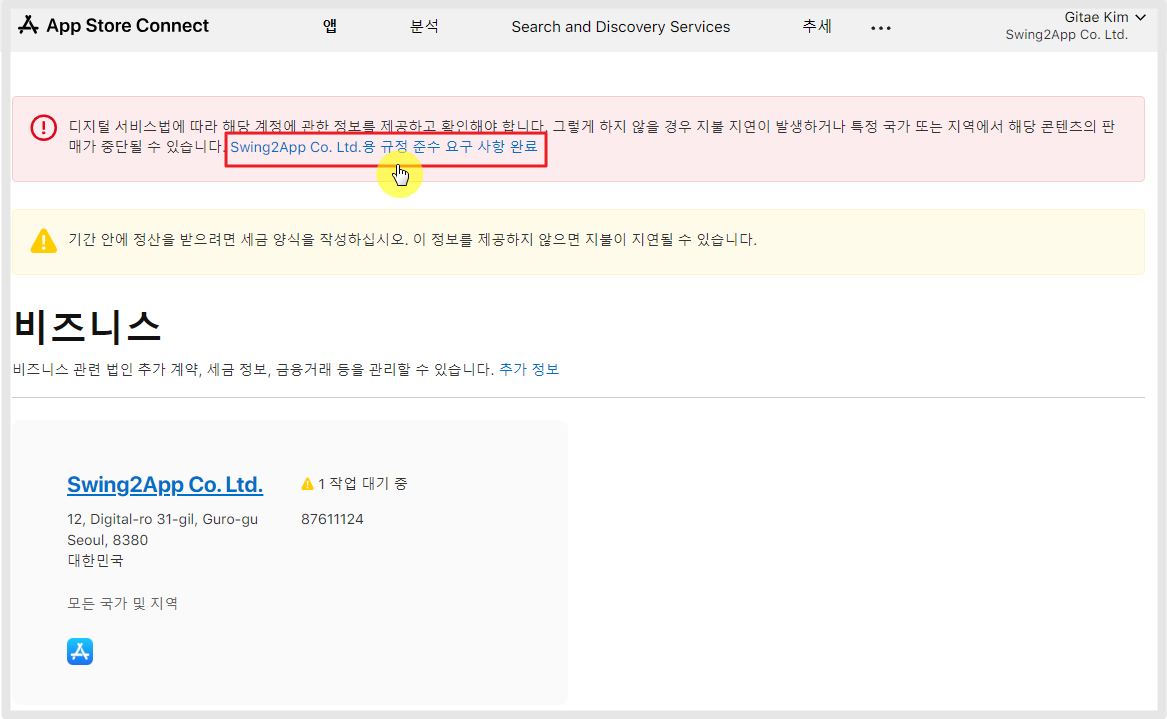 App Store Connect
앱
분석
Search and Discovery Services
추세
...
Gitae Kim
Swing2App Co. Ltd.
디지털 서비스법에 따라 해당 계정에 관한 정보를 제공하고 확인해야 합니다. 그렇게 하지 않을 경우 지불 지연이 발생하거나 특정 국가 또는 지역에서 해당 콘텐츠의 판
매가 중단될 수 있습니다. Swing2App Co. Ltd.용 규정 준수 요구 사항 완료
기간 안에 정산을 받으려면 세금 양식을 작성하십시오. 이 정보를 제공하지 않으면 지불이 지연될 수 있습니다.
비즈니스
비즈니스 관련 법인 추가 계약, 세금 정보, 금융거래 등을 관리할 수 있습니다. 추가 정보
Swing2App Co. Ltd.
1 작업 대기 중
12, Digital-ro 31-gil, Guro-gu
87611124
Seoul, 8380
대한민국
모든 국가 및 지역